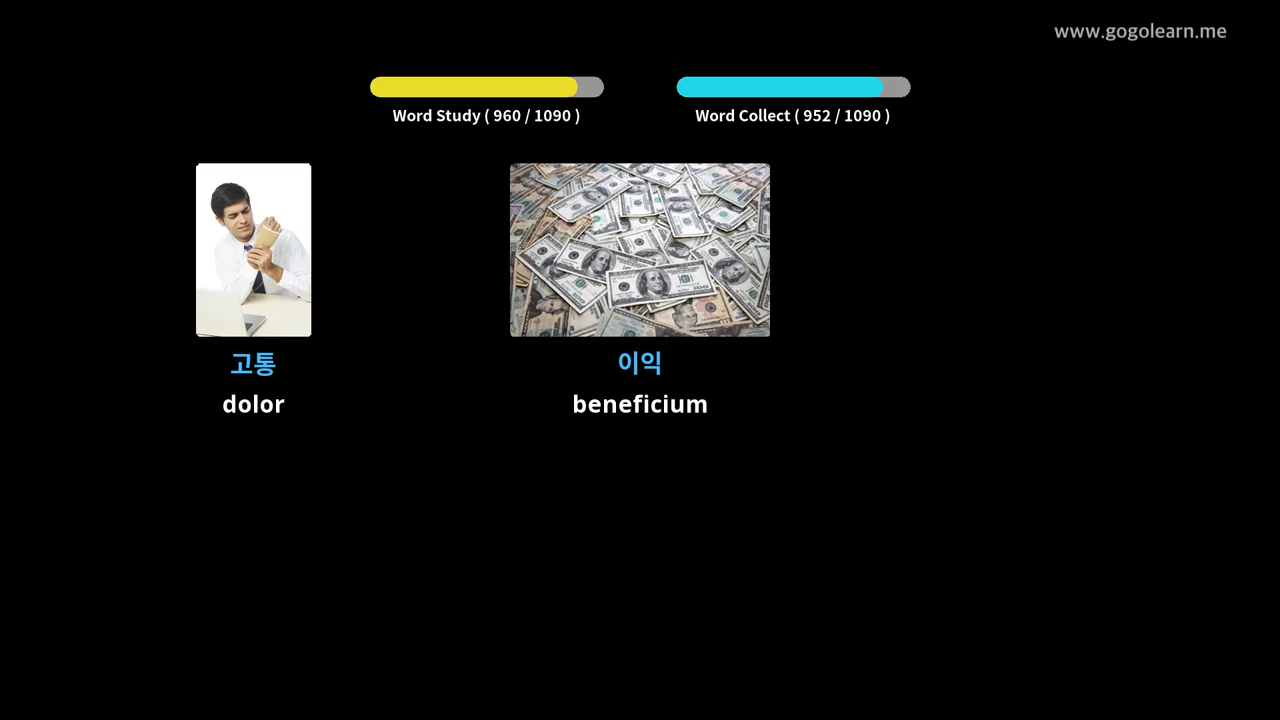 www.gogolearn.me
Word Study ( 960 / 1090 )
Word Collect ( 952 / 1090 )
고통
이익
dolor
beneficium